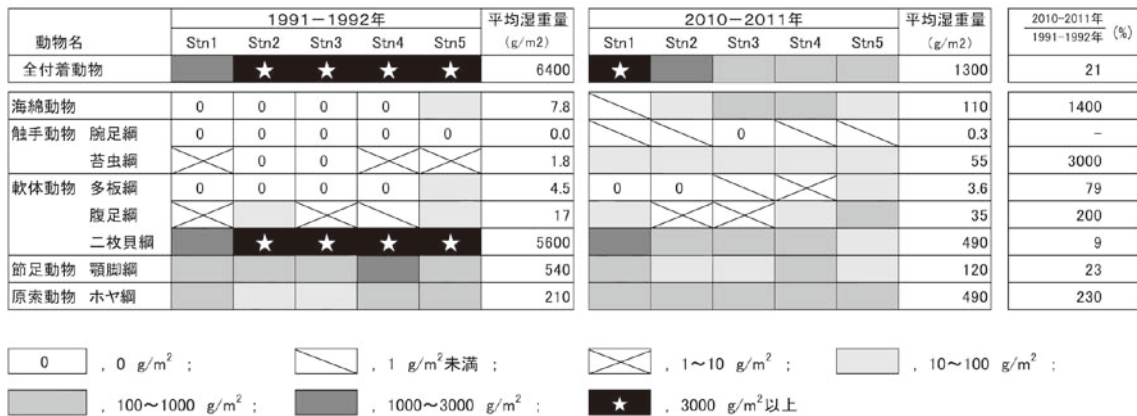 1991－1992年 平均湿重量 2010－2011年 平均湿重量 2010-2011年
動物名 Stn1 Stn2 Stn3 Stn4 Stn5 (g/m2) Stn1 Stn2 Stn3 Stn4 Stn5 (g/m2) 1991-1992年 (%)
全付着動物 ★ ★ ★ ★ 6400 ★ 1300 21
海綿動物 0 0 0 0 7.8 110 1400
触手動物 腕足綱 0 0 0 0 0 0.0 0 0.3 -
苔虫綱 0 0 1.8 55 3000
軟体動物 多板綱 0 0 0 0 4.5 0 0 3.6 79
腹足綱 17 35 200
二枚貝綱 ★ ★ ★ ★ 5600 490 9
節足動物 顎脚綱 540 120 23
原索動物 ホヤ綱 210 490 230
0 , 0 g/m² ; , 1 g/m²未満 ; , 1～10 g/m² ; , 10～100 g/m² ;
, 100～1000 g/m² ; , 1000～3000 g/m² ; ★ , 3000 g/m²以上